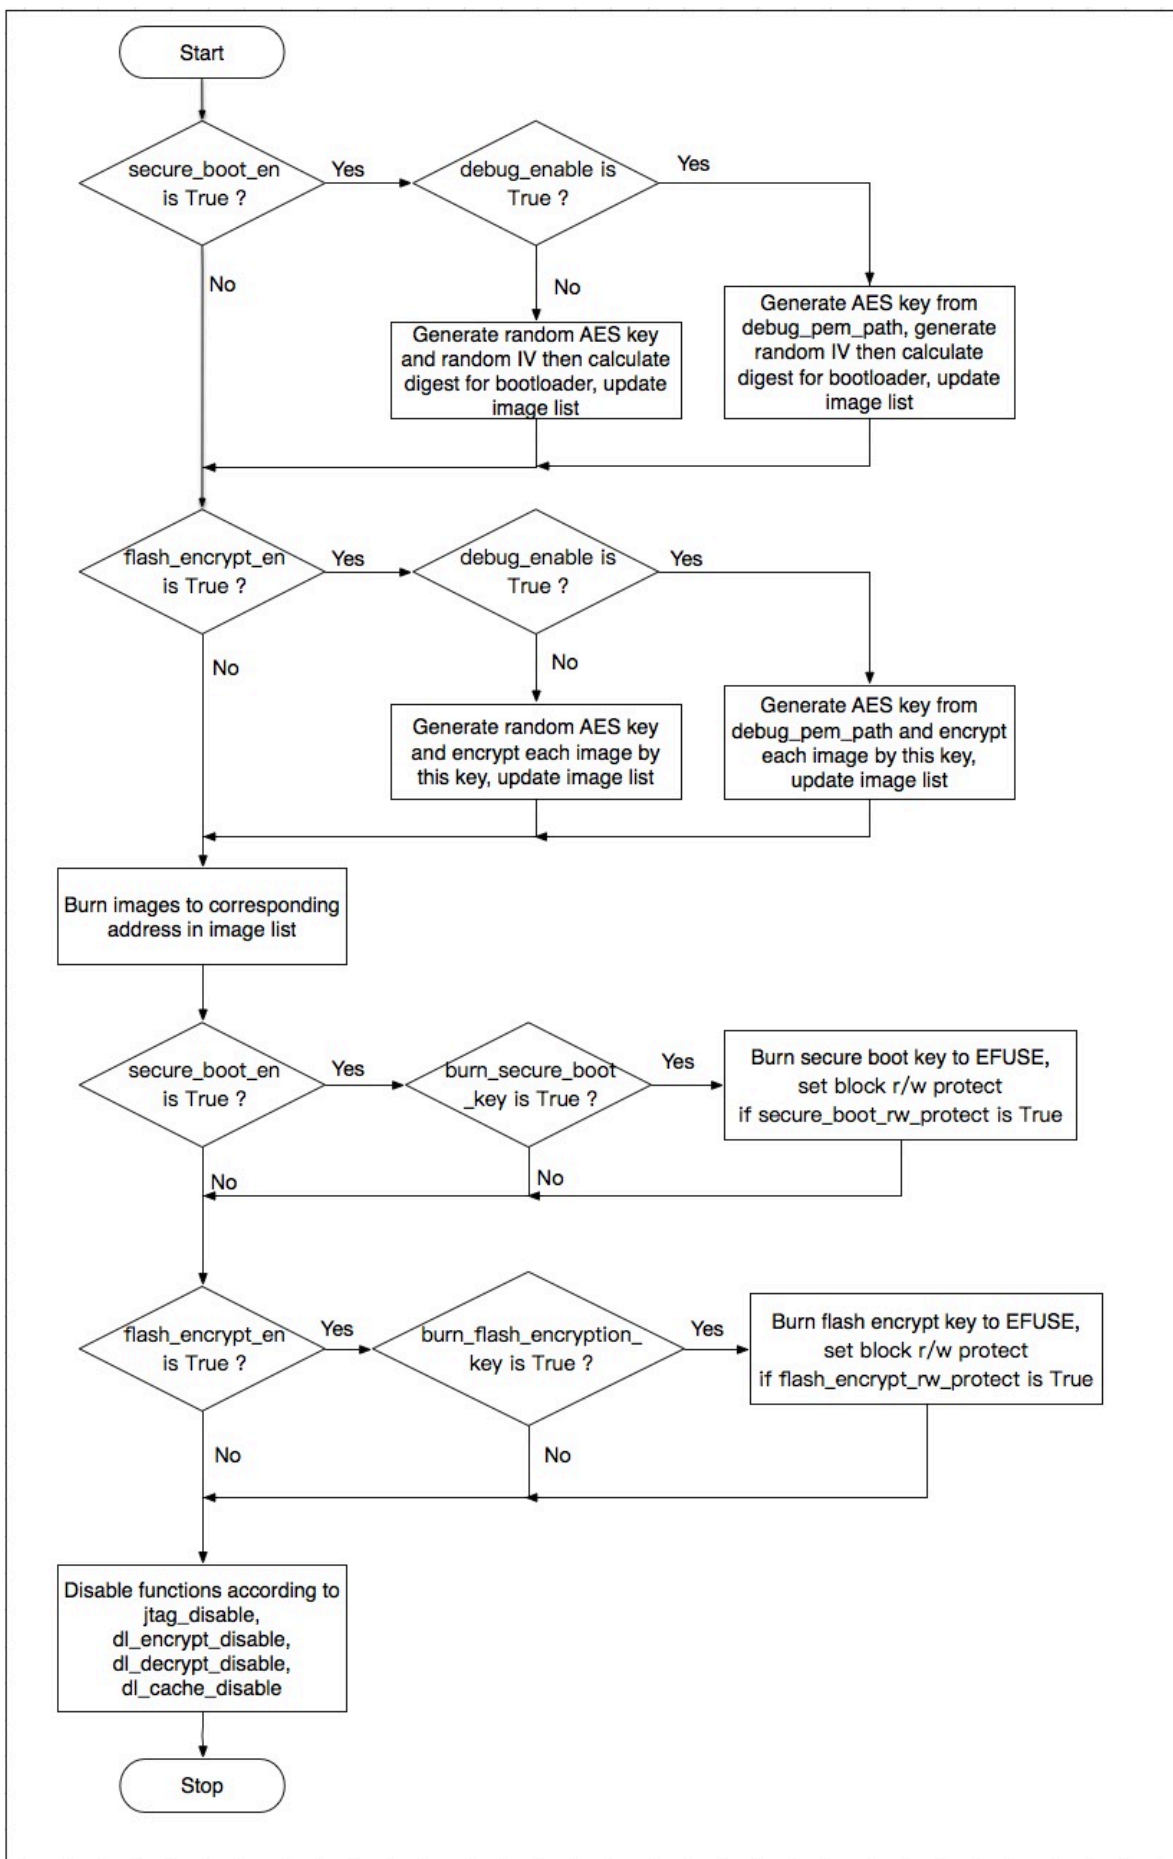 Start
secure_boot_en
is True ?
Yes
debug_enable is
True ?
Yes
No
No
Generate random AES key
and random IV then calculate
digest for bootloader, update
image list
Generate AES key from
debug_pem_path, generate
random IV then calculate
digest for bootloader, update
image list
flash_encrypt_en
is True ?
Yes
debug_enable is
True ?
Yes
No
No
Generate random AES key
and encrypt each image by
this key, update image list
Generate AES key from
debug_pem_path and encrypt
each image by this key,
update image list
Burn images to corresponding
address in image list
secure_boot_en
is True ?
Yes
burn_secure_boot
_key is True ?
Yes
Burn secure boot key to EFUSE,
set block r/w protect
if secure_boot_rw_protect is True
No
No
flash_encrypt_en
is True ?
Yes
burn_flash_encryption_
key is True ?
Yes
Burn flash encrypt key to EFUSE,
set block r/w protect
if flash_encrypt_rw_protect is True
No
No
Disable functions according to
jtag_disable,
dl_encrypt_disable,
dl_decrypt_disable,
dl_cache_disable
Stop